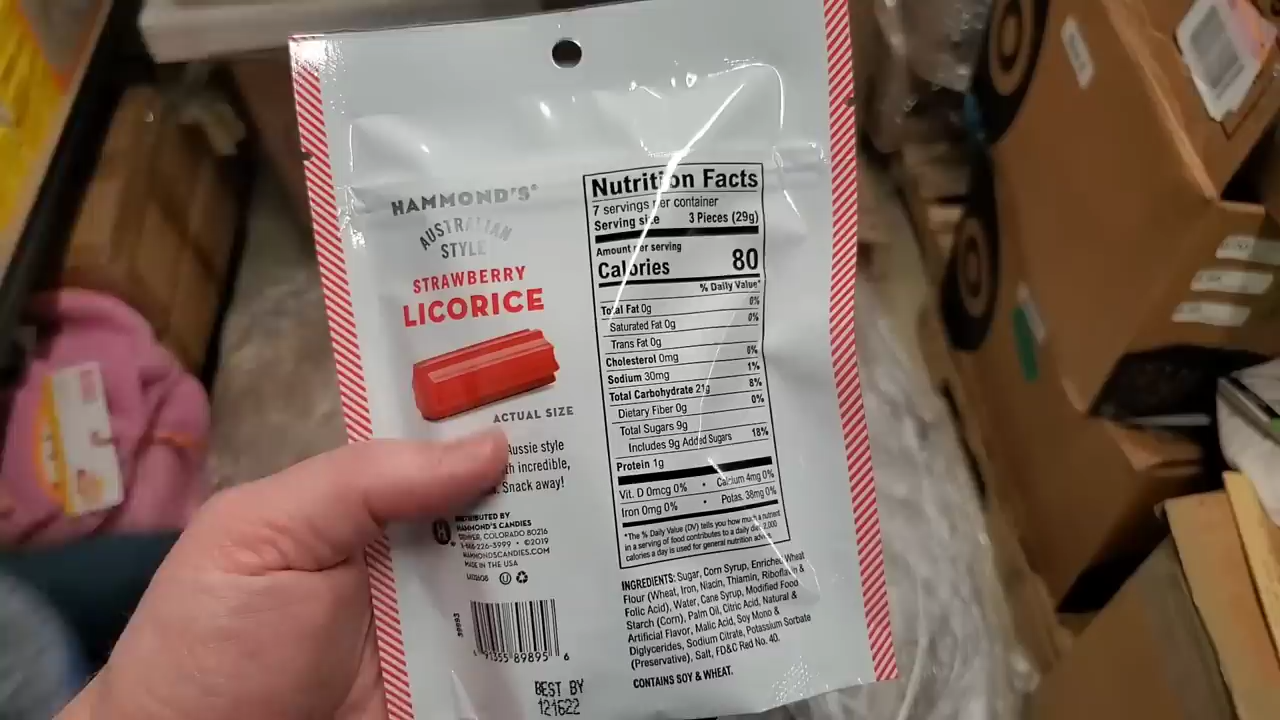 HAMMOND'S®
AUSTRALIAN
STYLE
STRAWBERRY
LICORICE
ACTUAL SIZE
Aussie style
incredible,
Snack away!
BY
HAMMOND'S CANDIES
DENVER, COLORADO 80216
1-  -226-3999 • ©2019
HAMMONDSCANDIES.COM
MADE IN THE USA
91355 89895 6
BEST BY
121622
Nutrition Facts
7 servings per container
Serving size 3 Pieces (29g)
Amount per serving
Calories 80
% Daily Value*
Total Fat 0g 0%
Saturated Fat 0g 0%
Trans Fat 0g
Cholesterol 0mg 0%
Sodium 30mg 1%
Total Carbohydrate 21g 8%
Dietary Fiber 0g 0%
Total Sugars 9g
Includes 9g Added Sugars 18%
Protein 1g
Vit. D 0mcg 0% • Calcium 4mg 0%
Iron 0mg 0% • Potas. 38mg 0%
*The % Daily Value (DV) tells you how much a nutrient
in a serving of food contributes to a daily diet. 2,000
calories a day is used for general nutrition advice.
INGREDIENTS: Sugar, Corn Syrup, Enriched Wheat
Flour (Wheat, Iron, Niacin, Thiamin, Riboflavin &
Folic Acid), Water, Cane Syrup, Modified Food
Starch (Corn), Palm Oil, Citric Acid, Natural &
Artificial Flavor, Malic Acid, Soy Mono &
Diglycerides, Sodium Citrate, Potassium Sorbate
(Preservative), Salt, FD&C Red No. 40.
CONTAINS SOY & WHEAT.